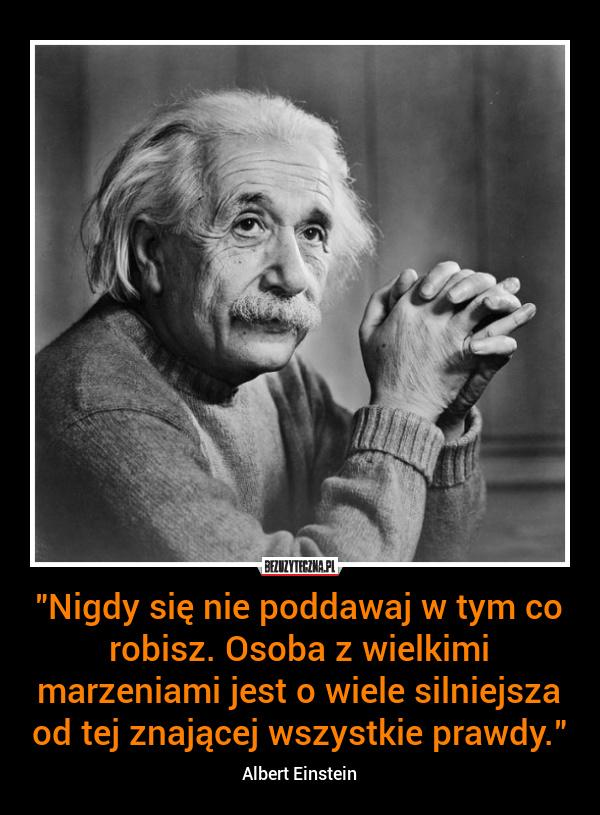 BEZUZYTECZNA.PL
"Nigdy się nie poddawaj w tym co
robisz. Osoba z wielkimi
marzeniami jest o wiele silniejsza
od tej znającej wszystkie prawdy."
Albert Einstein